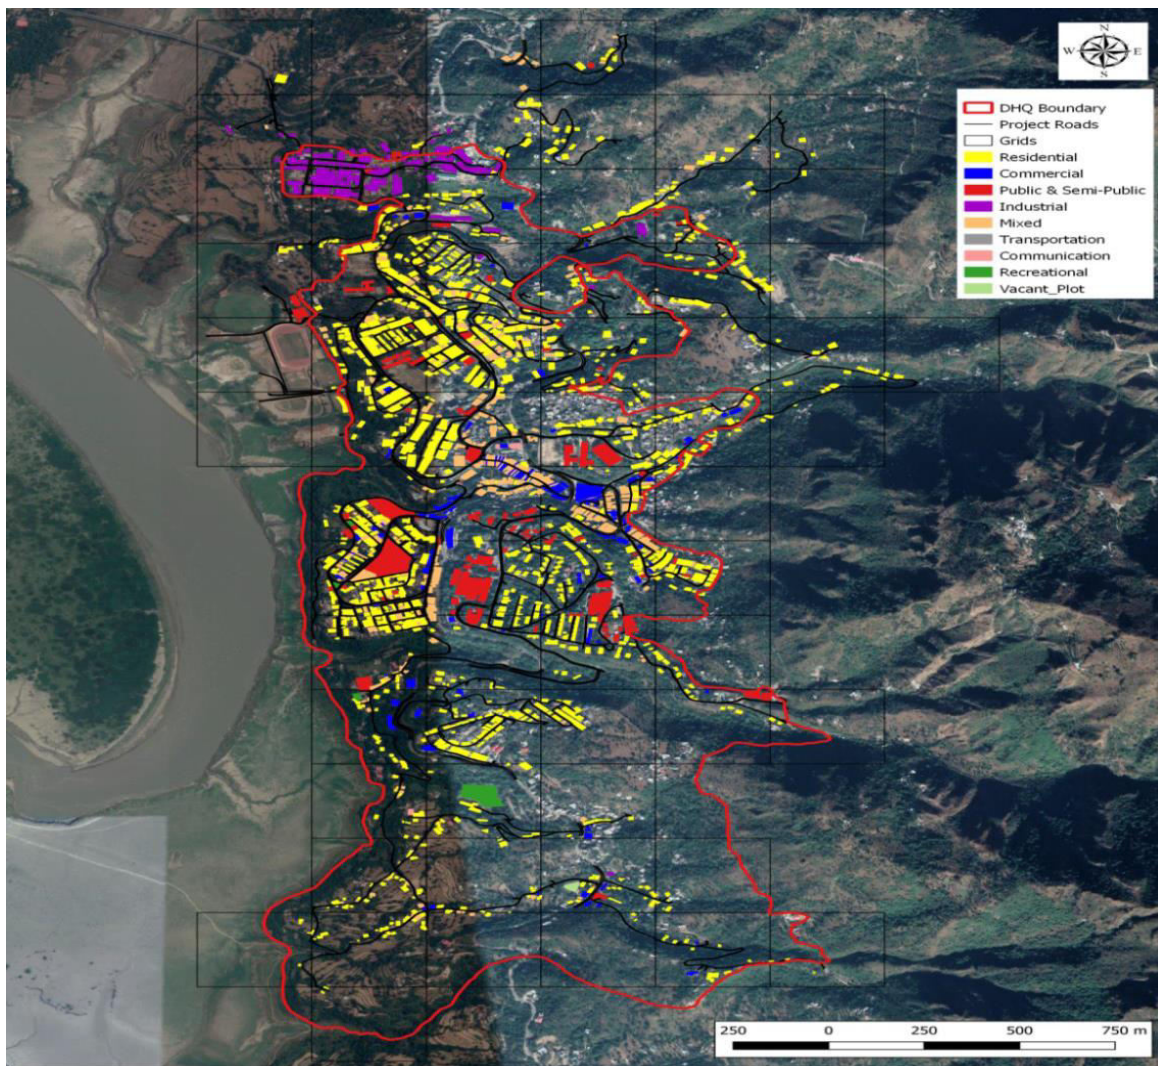 N
W E
S
DHQ Boundary
Project Roads
Grids
Residential
Commercial
Public & Semi-Public
Industrial
Mixed
Transportation
Communication
Recreational
Vacant_Plot
250 0 250 500 750 m